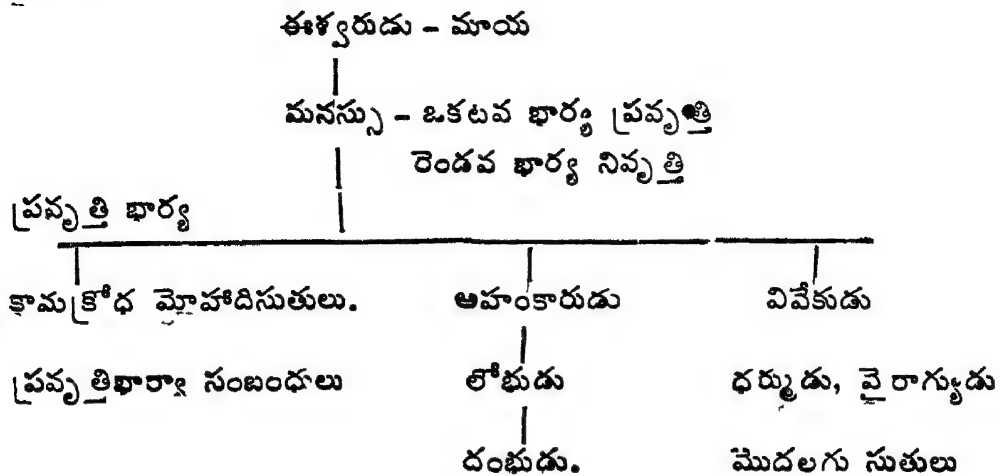 ఈశ్వరుడు – మాయ
మనస్సు – ఒకటవ భార్య ప్రవృత్తి
రెండవ భార్య నివృత్తి
ప్రవృత్తి భార్య
కామక్రోధ మోహాదిసుతులు. అహంకారుడు వివేకుడు
ప్రవృత్తిభార్యా సంబంధులు లోభుడు ధర్ముడు, వైరాగ్యుడు
దంభుడు. మొదలగు సుతులు